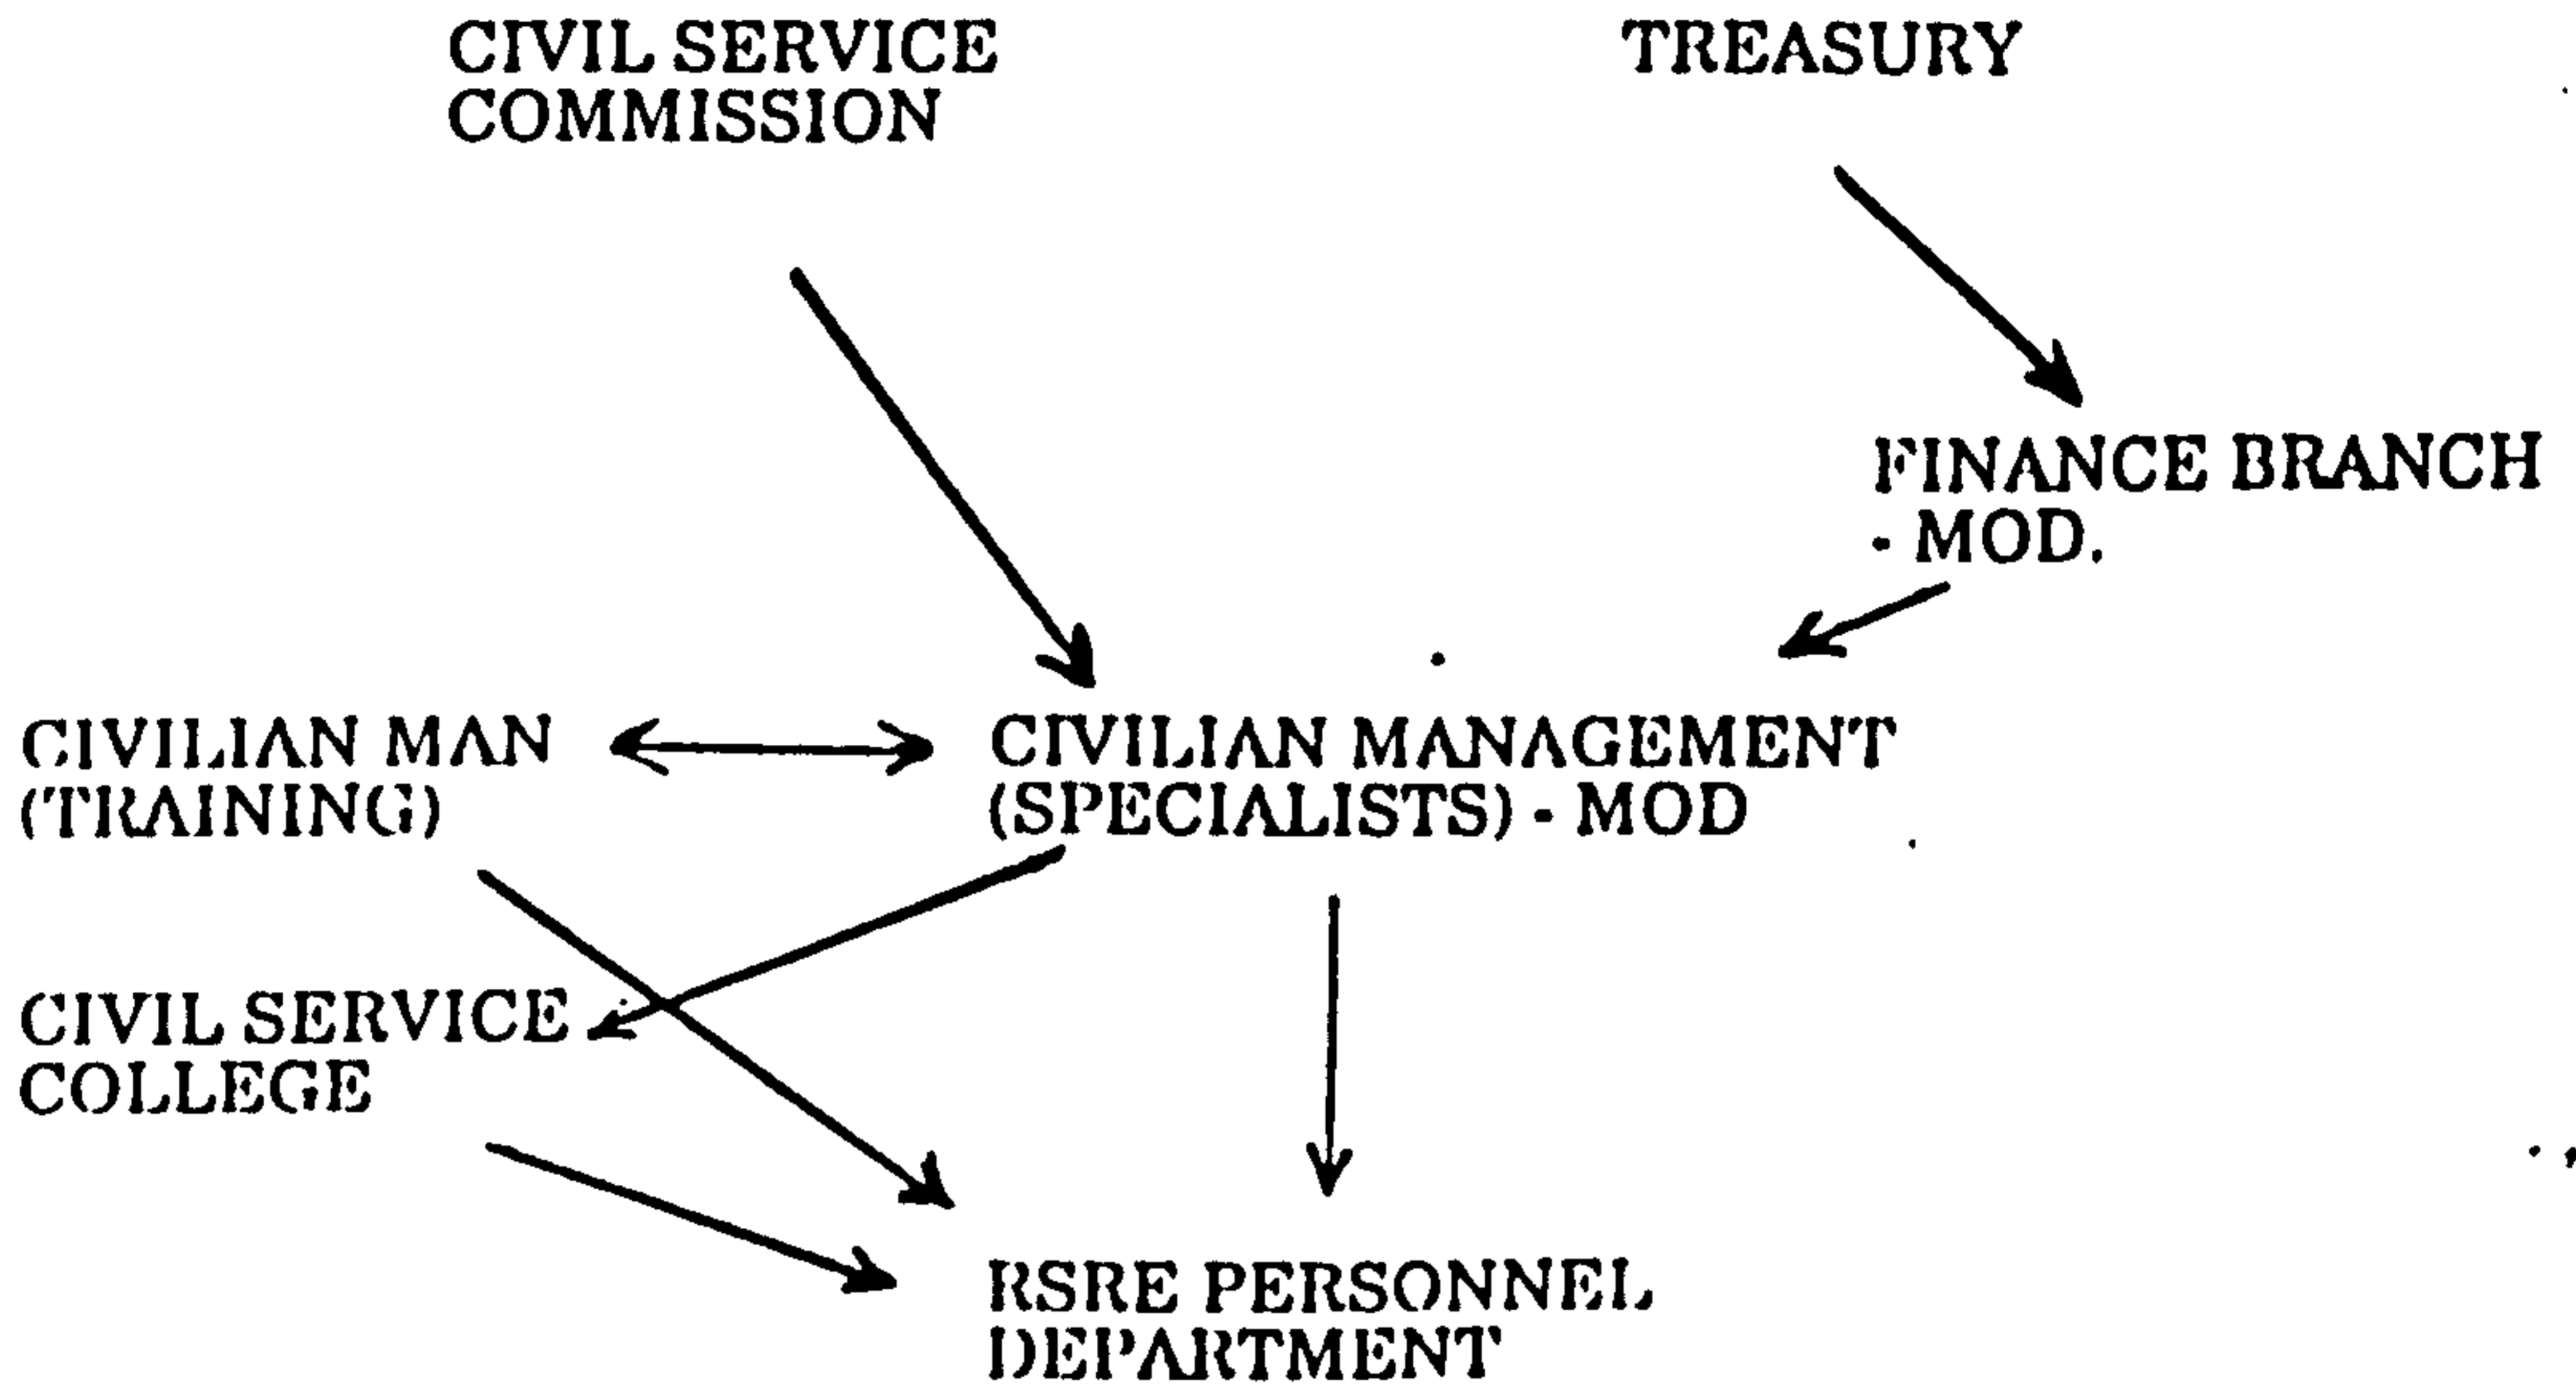 CIVIL SERVICE
COMMISSION
TREASURY
FINANCE BRANCH
- MOD.
CIVILIAN MAN
(TRAINING)
CIVILIAN MANAGEMENT
(SPECIALISTS) - MOD
CIVIL SERVICE
COLLEGE
RSRE PERSONNEL
DEPARTMENT